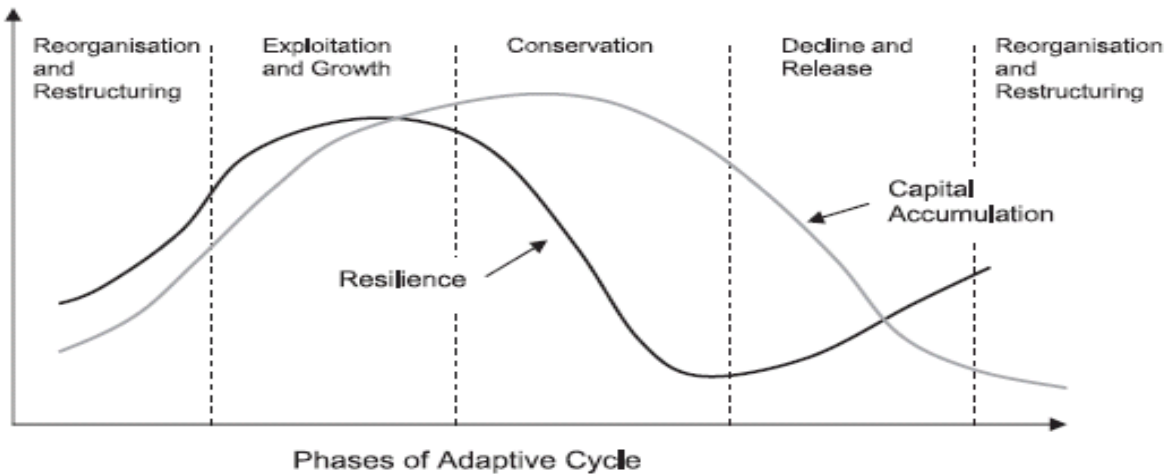 Reorganisation
and
Restructuring
Exploitation
and Growth
Conservation
Decline and
Release
Reorganisation
and
Restructuring
Capital
Accumulation
Resilience
Phases of Adaptive Cycle